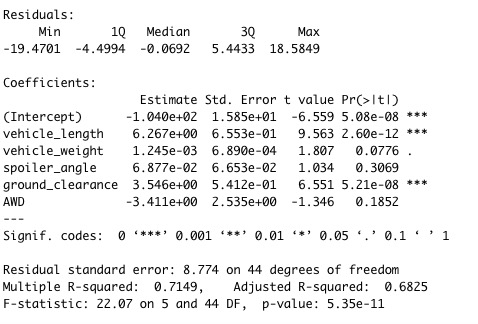 Residuals:
     Min       1Q   Median       3Q      Max
-19.4701  -4.4994  -0.0692   5.4433  18.5849

Coefficients:
                   Estimate Std. Error t value Pr(>|t|)
(Intercept)      -1.040e+02  1.585e+01  -6.559 5.08e-08 ***
vehicle_length    6.267e+00  6.553e-01   9.563 2.60e-12 ***
vehicle_weight    1.245e-03  6.890e-04   1.807   0.0776 .
spoiler_angle     6.877e-02  6.653e-02   1.034   0.3069
ground_clearance  3.546e+00  5.412e-01   6.551 5.21e-08 ***
AWD              -3.411e+00  2.535e+00  -1.346   0.1852
---
Signif. codes:  0 ‘***’ 0.001 ‘**’ 0.01 ‘*’ 0.05 ‘.’ 0.1 ‘ ’ 1

Residual standard error: 8.774 on 44 degrees of freedom
Multiple R-squared:  0.7149,    Adjusted R-squared:  0.6825
F-statistic: 22.07 on 5 and 44 DF,  p-value: 5.35e-11